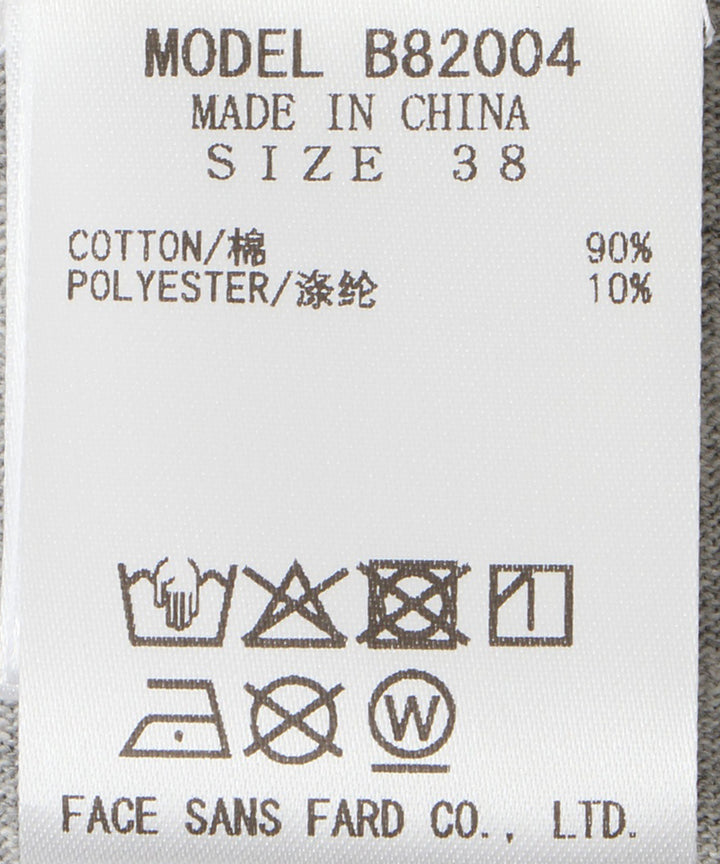 MODEL B82004
MADE IN CHINA
SIZE 38
COTTON/棉 90%
POLYESTER/涤纶 10%
W
FACE SANS FARD CO., LTD.